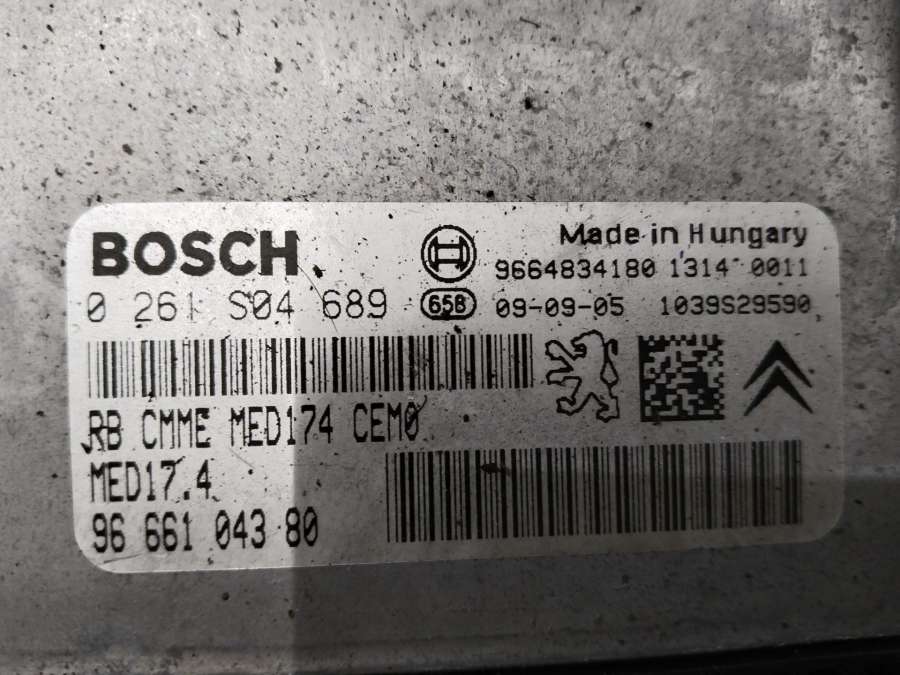 BOSCH
Made in Hungary
9664834180 1314 0011
0 261 S04 689 658 09-09-05 1039S29590
RB CMME MED174 CEM0
MED17.4
96 661 043 80